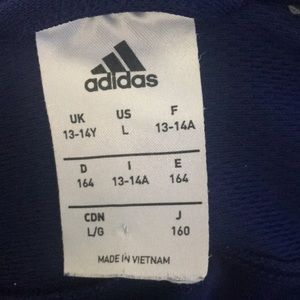 adidas
UK US F
13-14Y L 13-14A
D I E
164 13-14A 164
CDN J
L/G 160
MADE IN VIETNAM